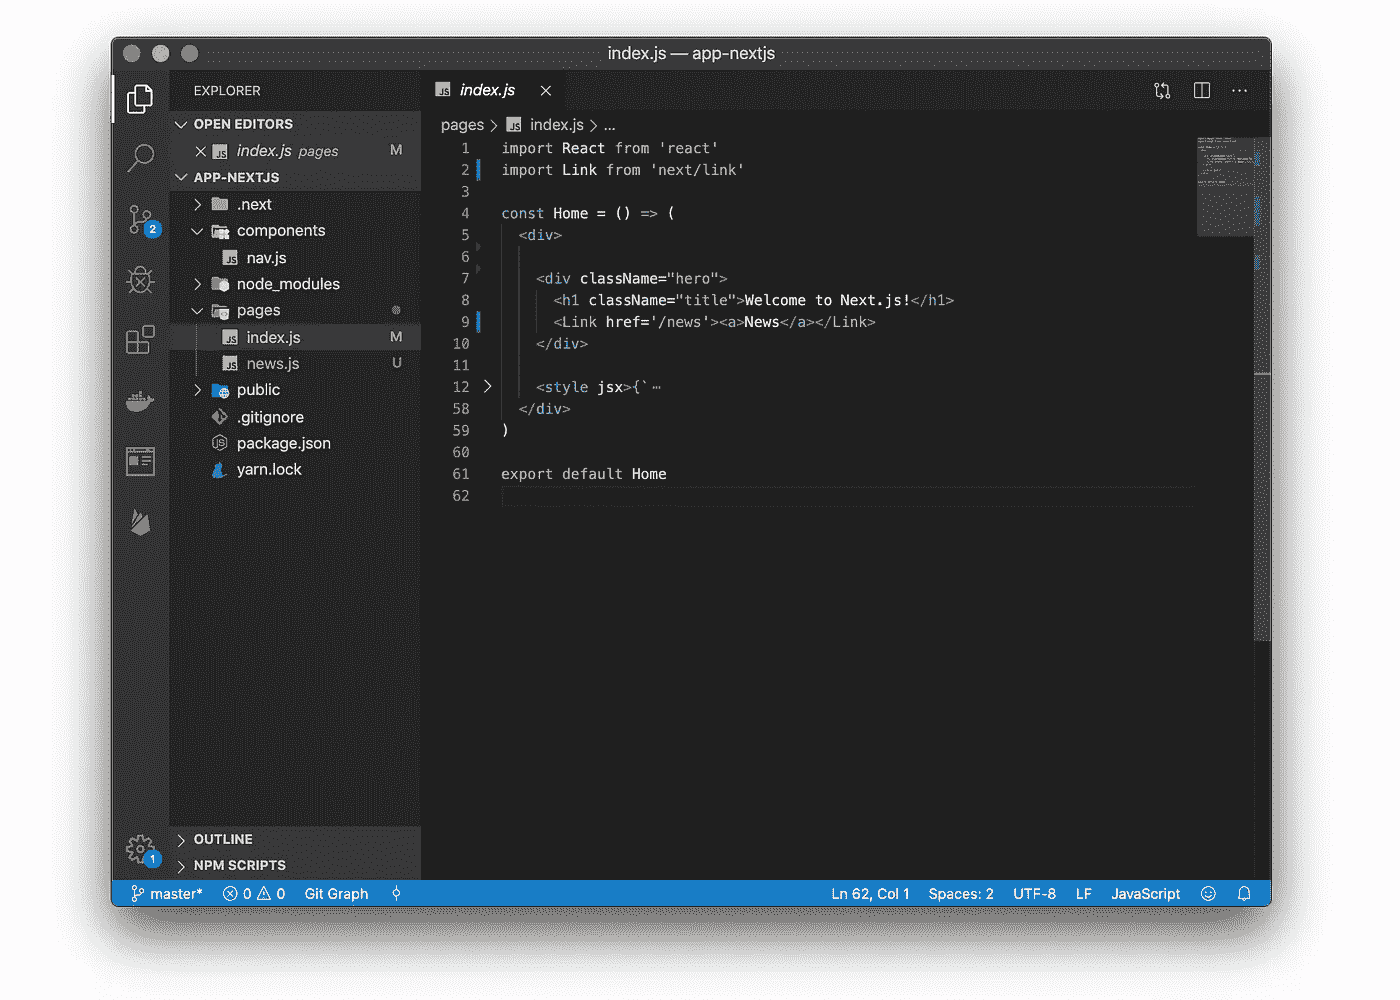 index.js — app-nextjs
EXPLORER
OPEN EDITORS
index.js pages M
APP-NEXTJS
.next
components
nav.js
node_modules
pages
index.js M
news.js U
public
.gitignore
package.json
yarn.lock
OUTLINE
NPM SCRIPTS
2
1
index.js
pages > index.js > ...
1 import React from 'react'
2 import Link from 'next/link'
3
4 const Home = () => (
5 <div>
6
7 <div className="hero">
8 <h1 className="title">Welcome to Next.js!</h1>
9 <Link href='/news'><a>News</a></Link>
10 </div>
11
12 <style jsx>{`⋯
58 </div>
59 )
60
61 export default Home
62
master* 0 0 Git Graph Ln 62, Col 1 Spaces: 2 UTF-8 LF JavaScript